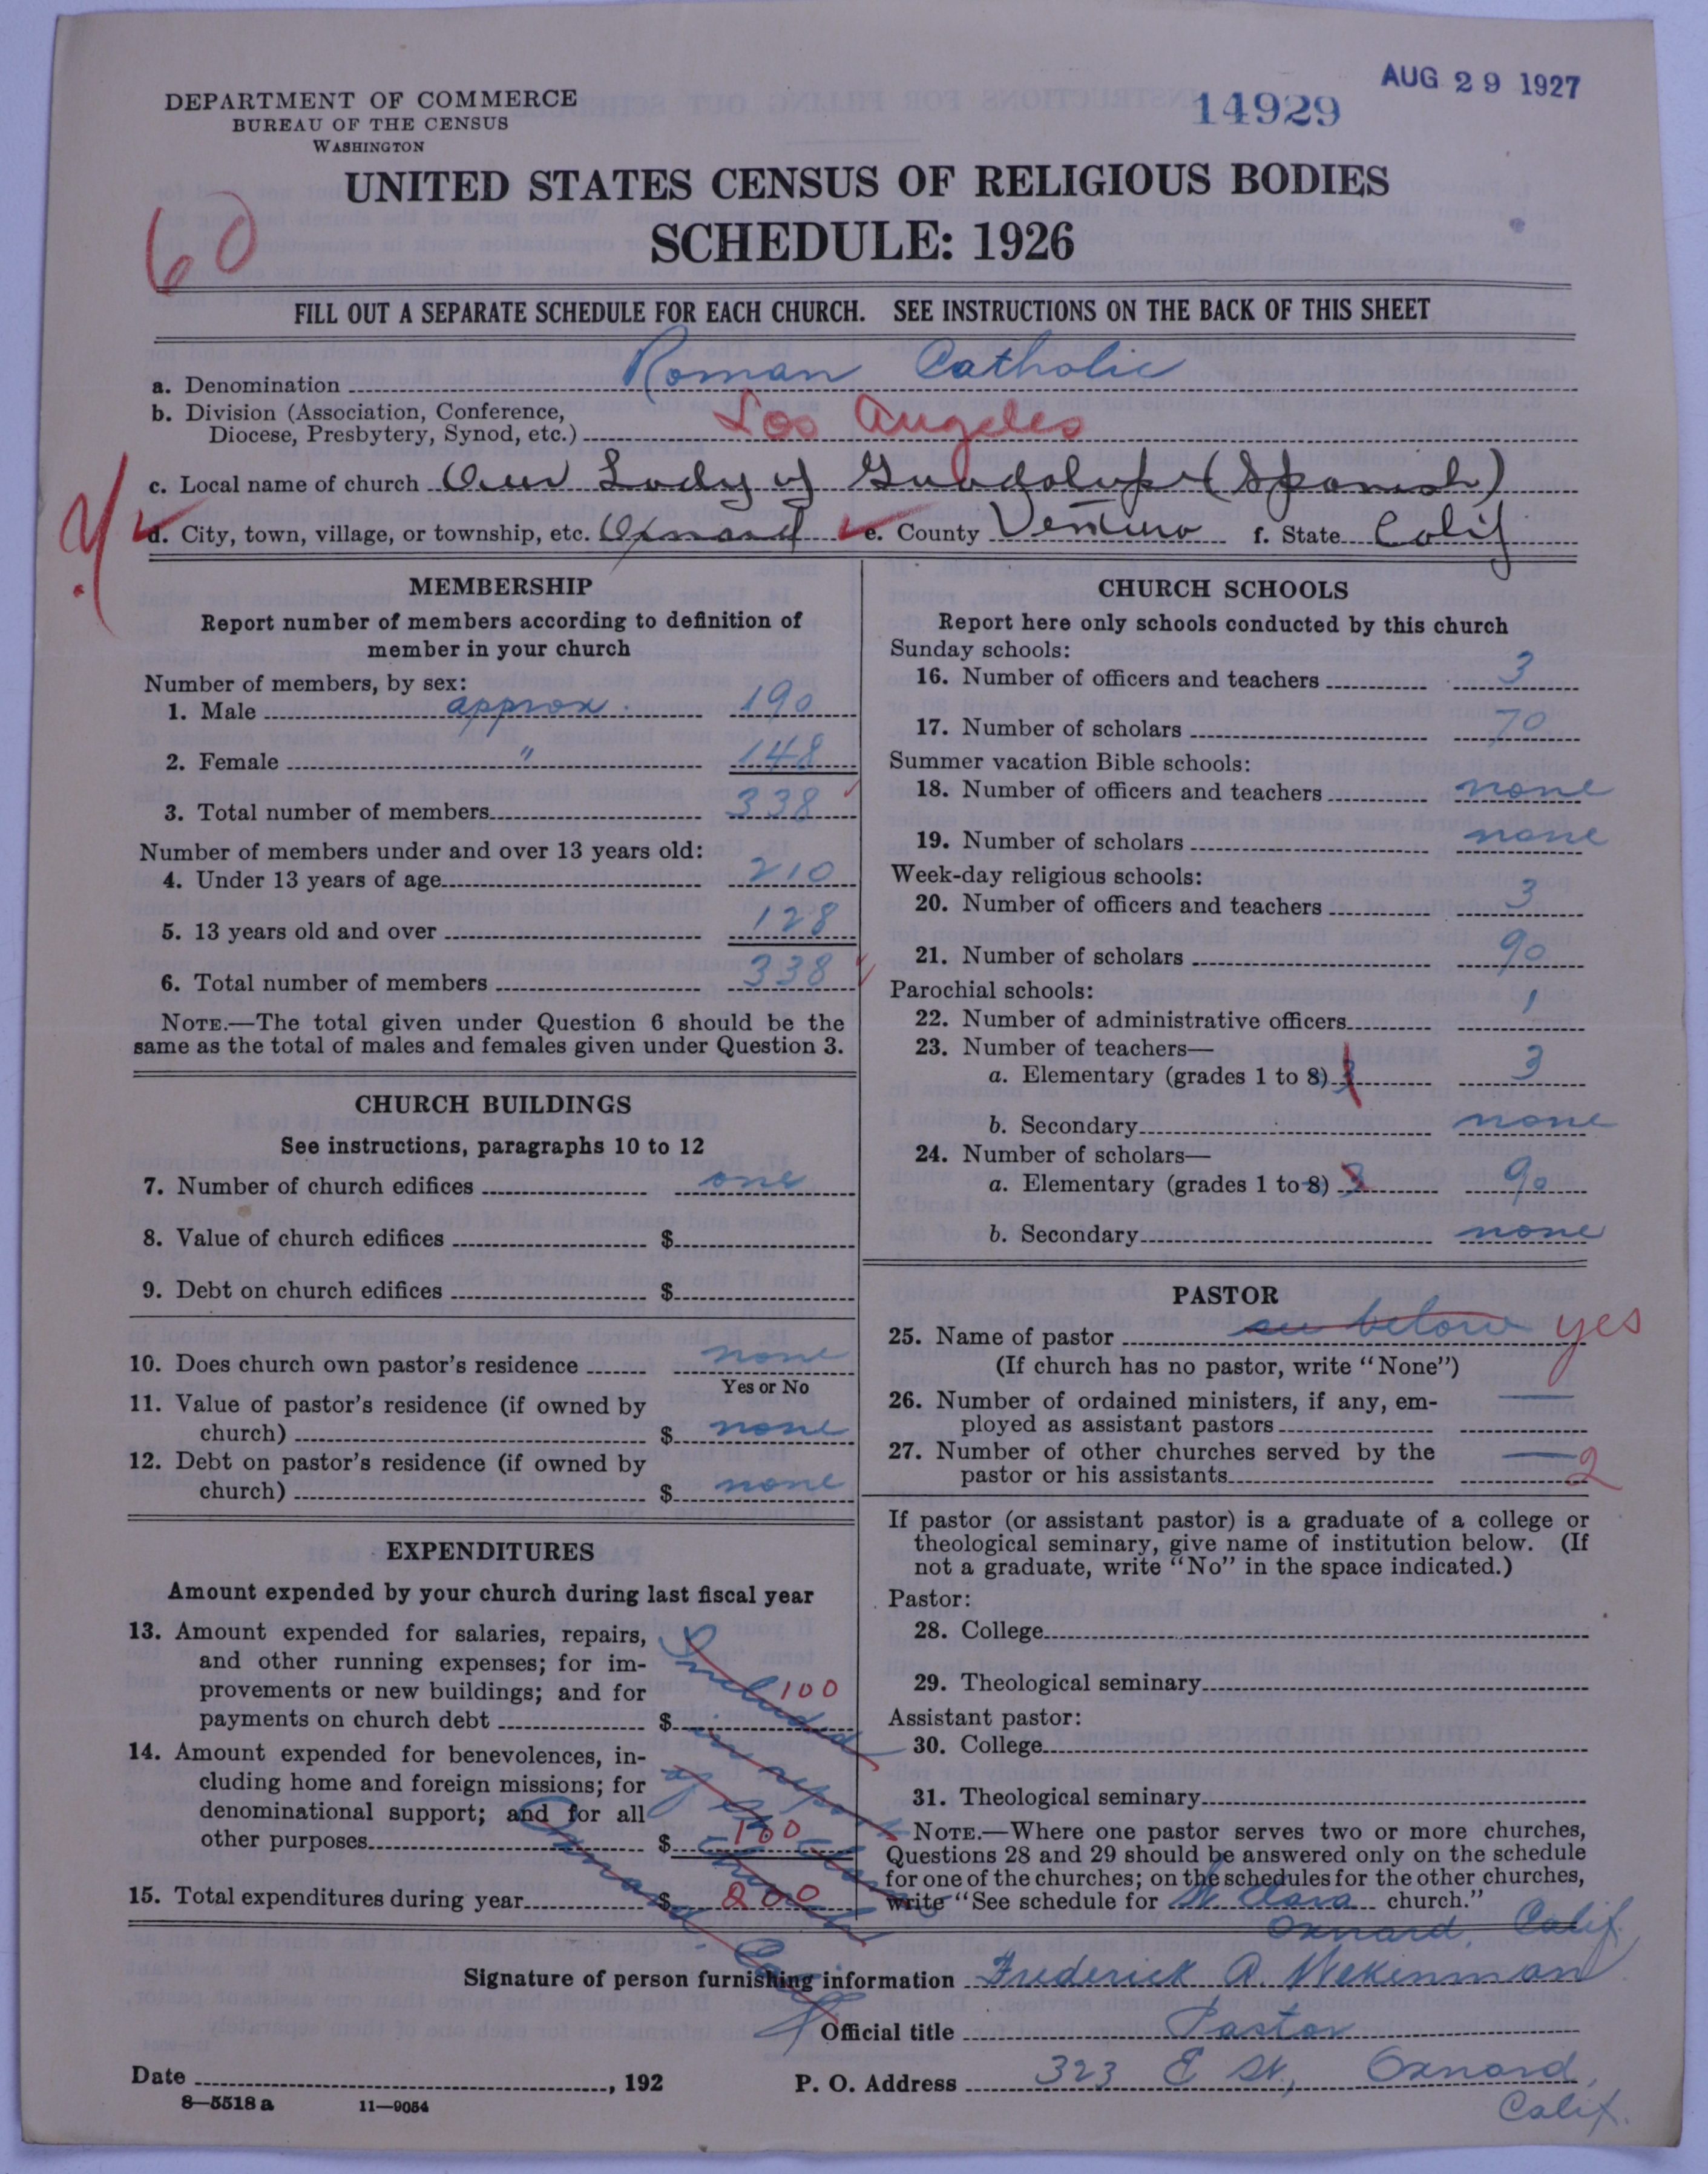 DEPARTMENT OF COMMERCE
BUREAU OF THE CENSUS
WASHINGTON
14929
AUG 29 1927
UNITED STATES CENSUS OF RELIGIOUS BODIES
SCHEDULE: 1926
60
FILL OUT A SEPARATE SCHEDULE FOR EACH CHURCH. SEE INSTRUCTIONS ON THE BACK OF THIS SHEET
a. Denomination Roman Catholic
b. Division (Association, Conference,
Diocese, Presbytery, Synod, etc.) Los Angeles
c. Local name of church Our Lady of Guadalupe (Spanish)
d. City, town, village, or township, etc. Oxnard e. County Ventura f. State Calif
MEMBERSHIP
Report number of members according to definition of
member in your church
Number of members, by sex:
1. Male approx 190
2. Female " 148
3. Total number of members 338
Number of members under and over 13 years old:
4. Under 13 years of age 210
5. 13 years old and over 128
6. Total number of members 338
NOTE.—The total given under Question 6 should be the
same as the total of males and females given under Question 3.
CHURCH BUILDINGS
See instructions, paragraphs 10 to 12
7. Number of church edifices one
8. Value of church edifices $
9. Debt on church edifices $
10. Does church own pastor's residence none
Yes or No
11. Value of pastor's residence (if owned by
church) $ none
12. Debt on pastor's residence (if owned by
church) $ none
EXPENDITURES
Amount expended by your church during last fiscal year
13. Amount expended for salaries, repairs,
and other running expenses; for im-
provements or new buildings; and for
payments on church debt $ 100
14. Amount expended for benevolences, in-
cluding home and foreign missions; for
denominational support; and for all
other purposes $ 100
15. Total expenditures during year $ 200
Included
in report
of St Clara
Church
Oxnard
Calif
CHURCH SCHOOLS
Report here only schools conducted by this church
Sunday schools:
16. Number of officers and teachers 3
17. Number of scholars 70
Summer vacation Bible schools:
18. Number of officers and teachers none
19. Number of scholars none
Week-day religious schools:
20. Number of officers and teachers 3
21. Number of scholars 90
Parochial schools:
22. Number of administrative officers 1
23. Number of teachers—
a. Elementary (grades 1 to 8) 3
b. Secondary none
24. Number of scholars—
a. Elementary (grades 1 to 8) 3 90
b. Secondary none
PASTOR
25. Name of pastor see below yes
(If church has no pastor, write "None")
26. Number of ordained ministers, if any, em-
ployed as assistant pastors —
27. Number of other churches served by the
pastor or his assistants — 2
If pastor (or assistant pastor) is a graduate of a college or
theological seminary, give name of institution below. (If
not a graduate, write "No" in the space indicated.)
Pastor:
28. College
29. Theological seminary
Assistant pastor:
30. College
31. Theological seminary
NOTE.—Where one pastor serves two or more churches,
Questions 28 and 29 should be answered only on the schedule
for one of the churches; on the schedules for the other churches,
write "See schedule for St. Clara church."
Oxnard, Calif.
Signature of person furnishing information Frederick A. Wekenman
Official title Pastor
Date , 192
P. O. Address 323 E St., Oxnard,
Calif.
8—5518 a 11—9054